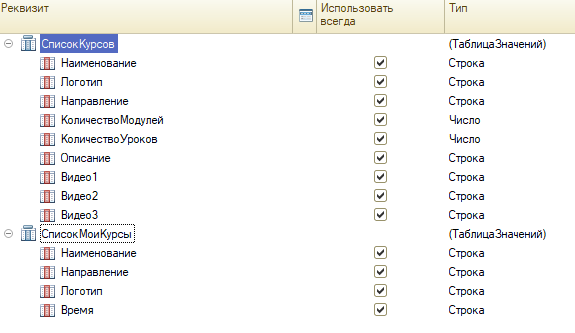 Реквизит Использовать всегда Тип
СписокКурсов (ТаблицаЗначений)
Наименование Строка
Логотип Строка
Направление Строка
КоличествоМодулей Число
КоличествоУроков Число
Описание Строка
Видео1 Строка
Видео2 Строка
Видео3 Строка
СписокМоиКурсы (ТаблицаЗначений)
Наименование Строка
Направление Строка
Логотип Строка
Время Строка